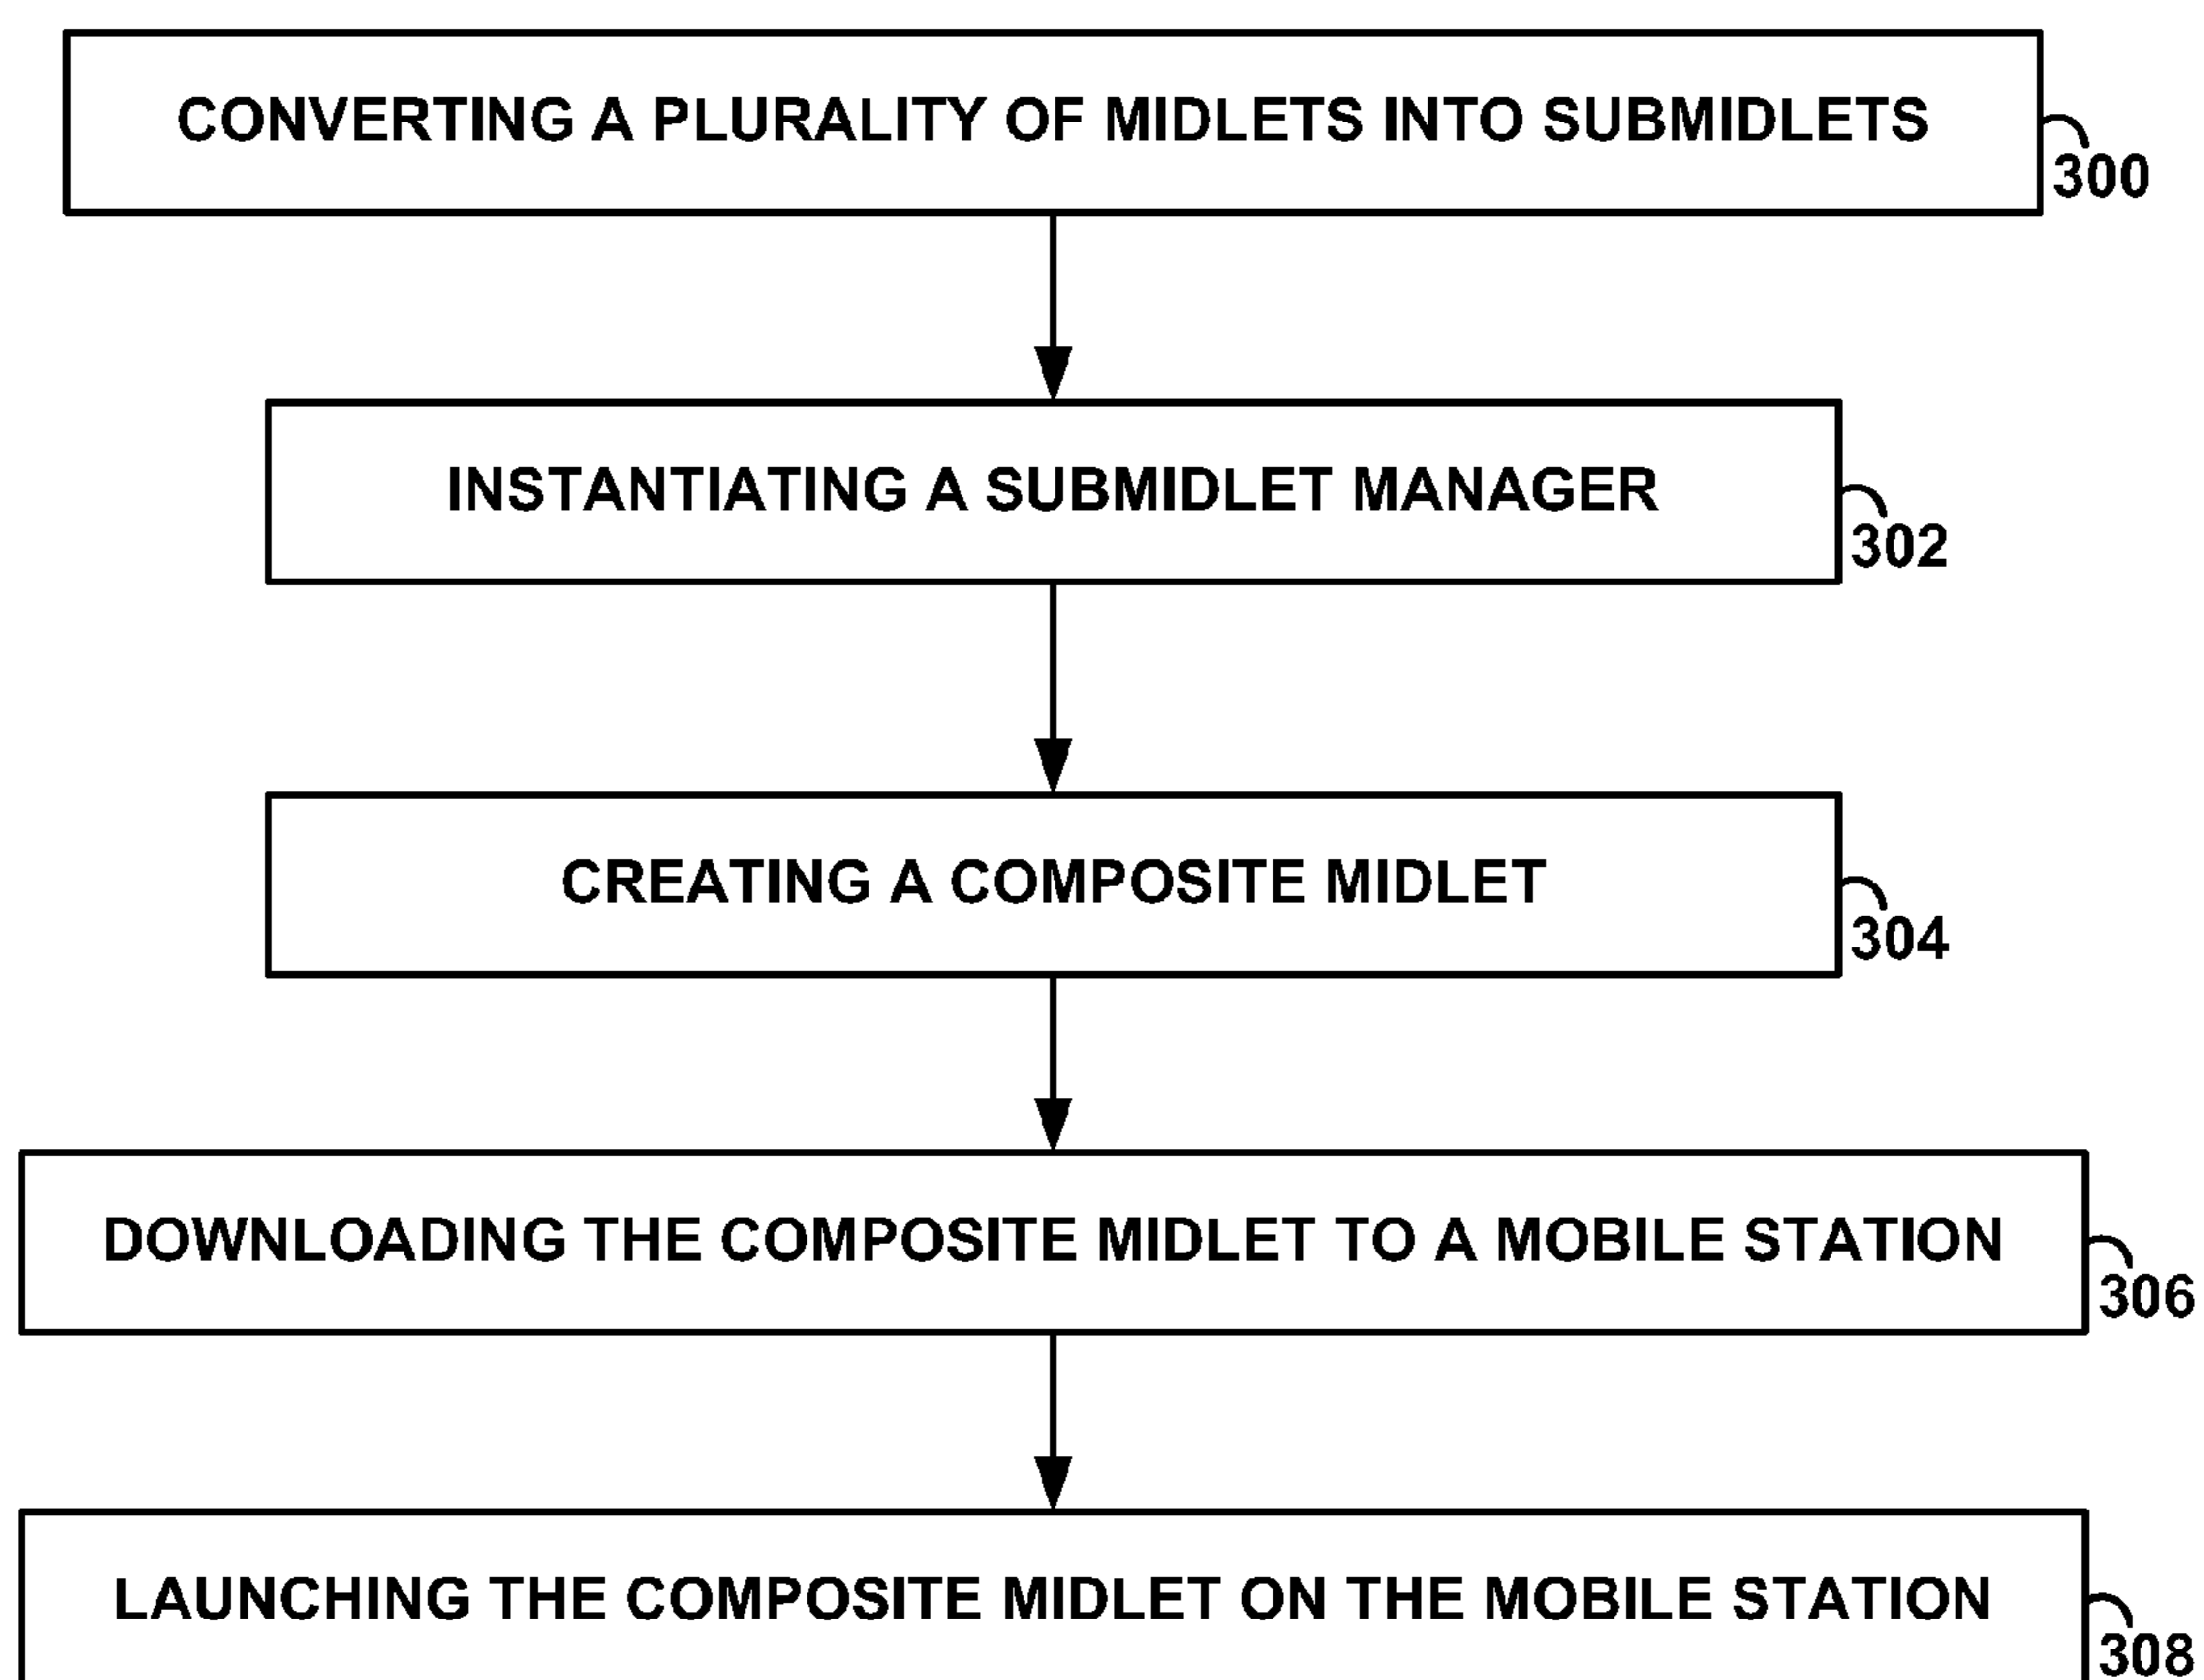 CONVERTING A PLURALITY OF MIDLETS INTO SUBMIDLETS
300
INSTANTIATING A SUBMIDLET MANAGER
302
CREATING A COMPOSITE MIDLET
304
DOWNLOADING THE COMPOSITE MIDLET TO A MOBILE STATION
306
LAUNCHING THE COMPOSITE MIDLET ON THE MOBILE STATION
308